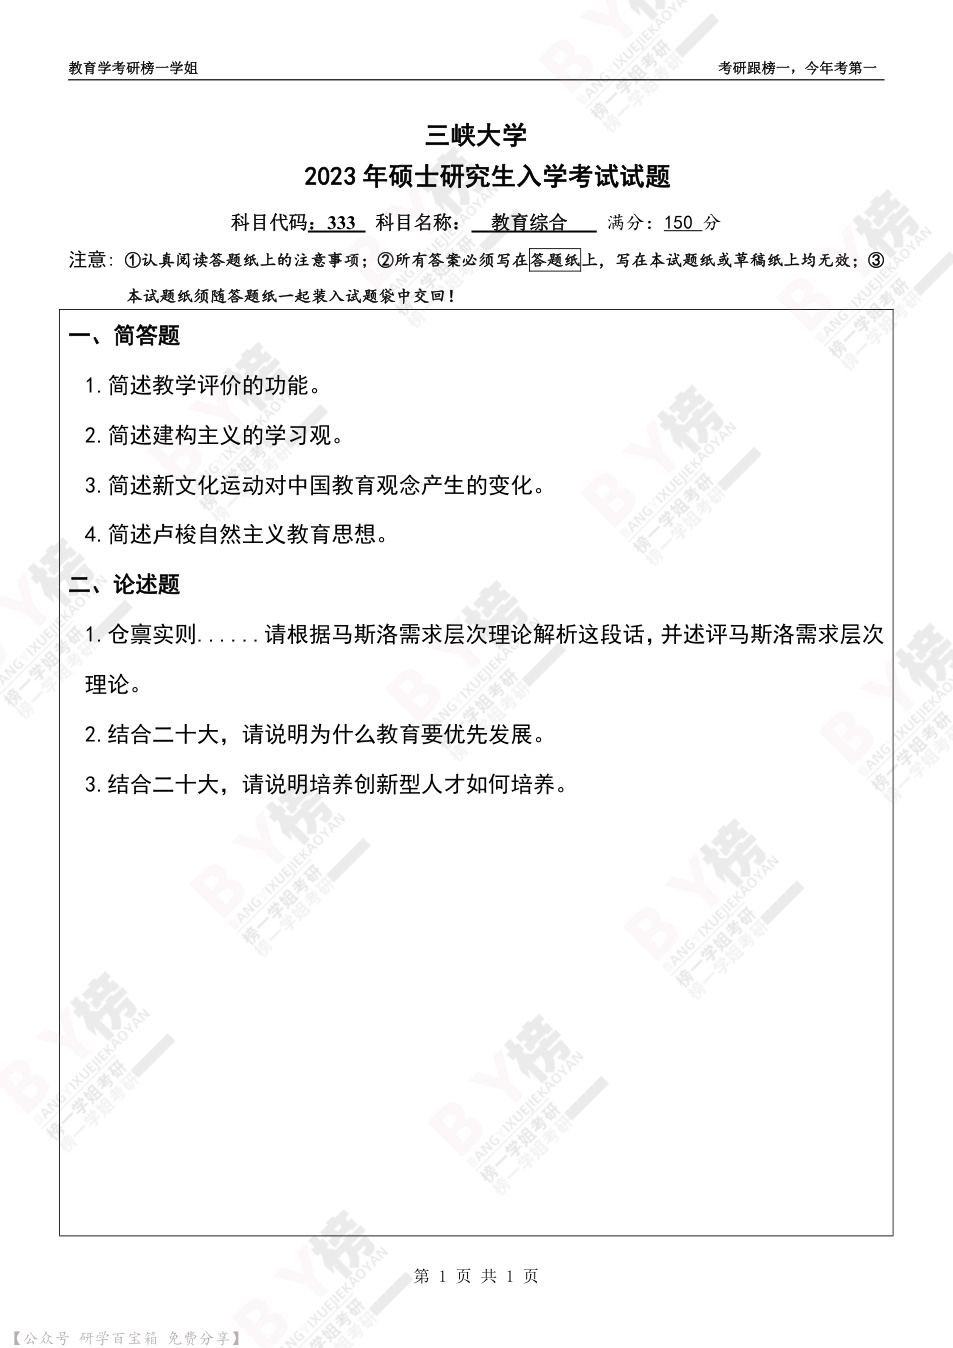 教育学考研榜一学姐 考研跟榜一，今年考第一
三峡大学
2023 年硕士研究生入学考试试题
科目代码：333 科目名称： 教育综合 满分：150 分
注意：①认真阅读答题纸上的注意事项；②所有答案必须写在答题纸上，写在本试题纸或草稿纸上均无效；③
本试题纸须随答题纸一起装入试题袋中交回！
一、简答题
1.简述教学评价的功能。
2.简述建构主义的学习观。
3.简述新文化运动对中国教育观念产生的变化。
4.简述卢梭自然主义教育思想。
二、论述题
1.仓禀实则......请根据马斯洛需求层次理论解析这段话,并述评马斯洛需求层次
理论。
2.结合二十大，请说明为什么教育要优先发展。
3.结合二十大，请说明培养创新型人才如何培养。
第 1 页 共 1 页
【公众号 研学百宝箱 免费分享】
BY榜
BANGYIXUEJIEKAOYAN
榜一学姐考研